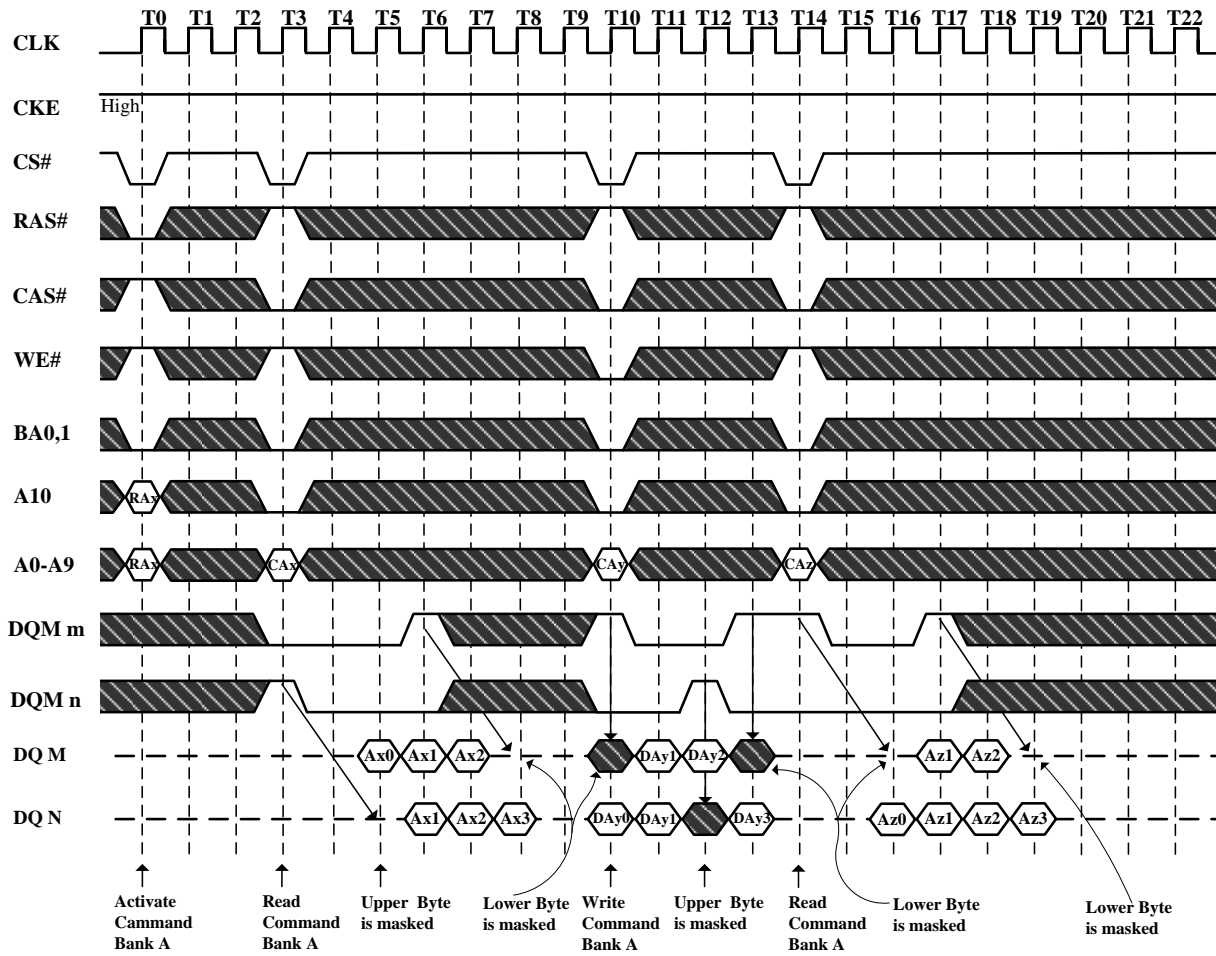 T0 T1 T2 T3 T4 T5 T6 T7 T8 T9 T10 T11 T12 T13 T14 T15 T16 T17 T18 T19 T20 T21 T22
CLK
CKE
High
CS#
RAS#
CAS#
WE#
BA0,1
A10
RAx
A0-A9
RAx CAx CAy CAz
DQM m
DQM n
DQ M
Ax0 Ax1 Ax2 DAy1 DAy2 Az1 Az2
DQ N
Ax1 Ax2 Ax3 DAy0 DAy1 DAy3 Az0 Az1 Az2 Az3
Activate
Cammand
Bank A
Read
Command
Bank A
Upper Byte
is masked
Lower Byte
is masked
Write
Command
Bank A
Upper Byte
is masked
Read
Command
Bank A
Lower Byte
is masked
Lower Byte
is masked